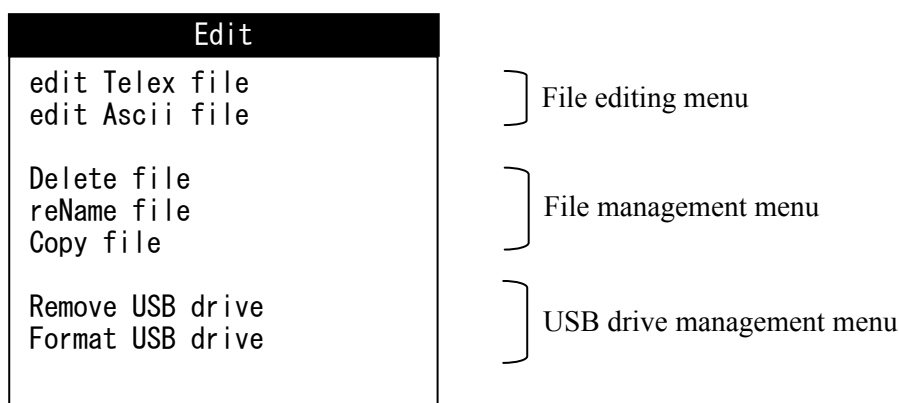 Edit
edit Telex file
edit Ascii file
File editing menu
Delete file
reName file
Copy file
File management menu
Remove USB drive
Format USB drive
USB drive management menu